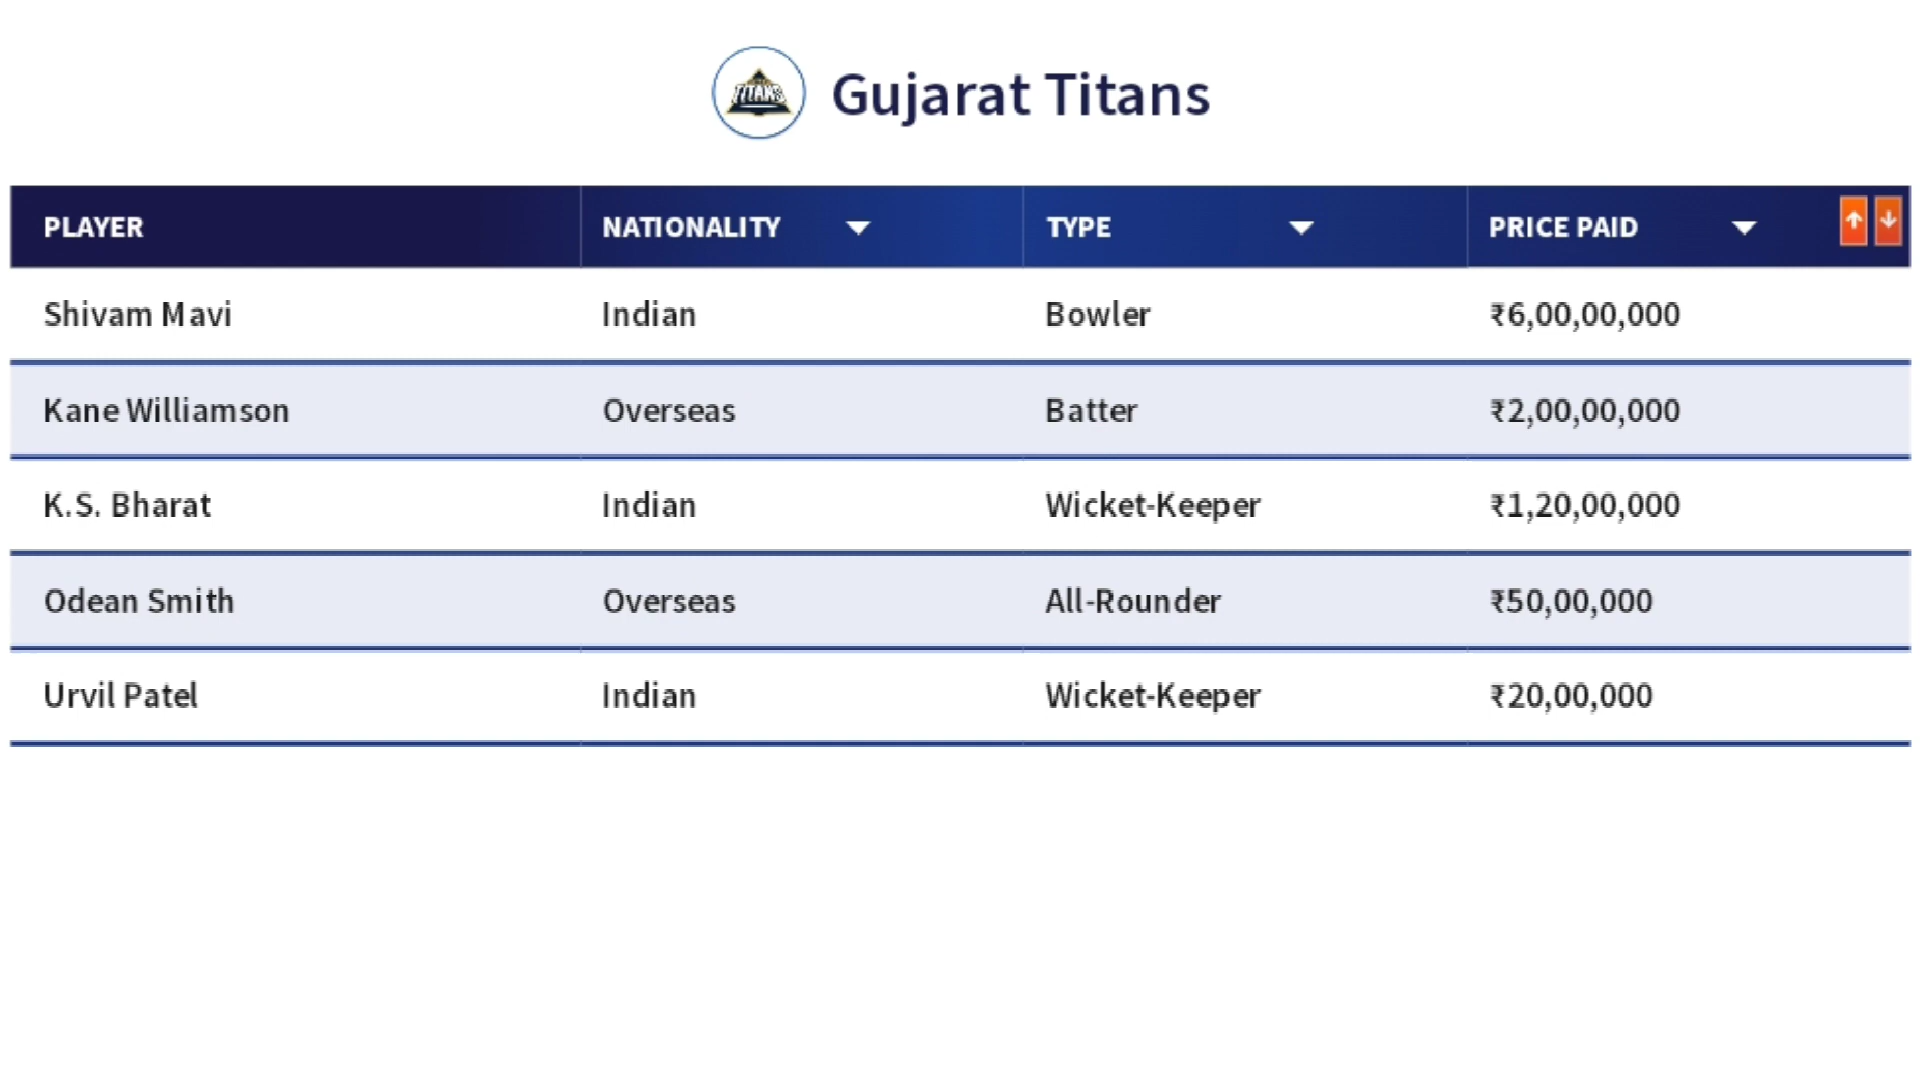 TITANS
Gujarat Titans
PLAYER NATIONALITY TYPE PRICE PAID
Shivam Mavi Indian Bowler ₹6,00,00,000
Kane Williamson Overseas Batter ₹2,00,00,000
K.S. Bharat Indian Wicket-Keeper ₹1,20,00,000
Odean Smith Overseas All-Rounder ₹50,00,000
Urvil Patel Indian Wicket-Keeper ₹20,00,000